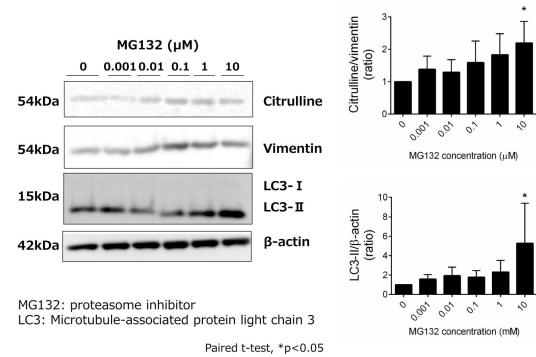 MG132 (μM)
0 0.001 0.01 0.1 1 10
54kDa Citrulline
54kDa Vimentin
15kDa LC3-Ⅰ
LC3-Ⅱ
42kDa β-actin
MG132: proteasome inhibitor
LC3: Microtubule-associated protein light chain 3
Paired t-test, *p<0.05
Citrulline/vimentin
(ratio)
3
2
1
0
*
0 0.001 0.01 0.1 1 10
MG132 concentration (μM)
LC3-II/β-actin
(ratio)
10
8
6
4
2
0
*
0 0.001 0.01 0.1 1 10
MG132 concentration (mM)